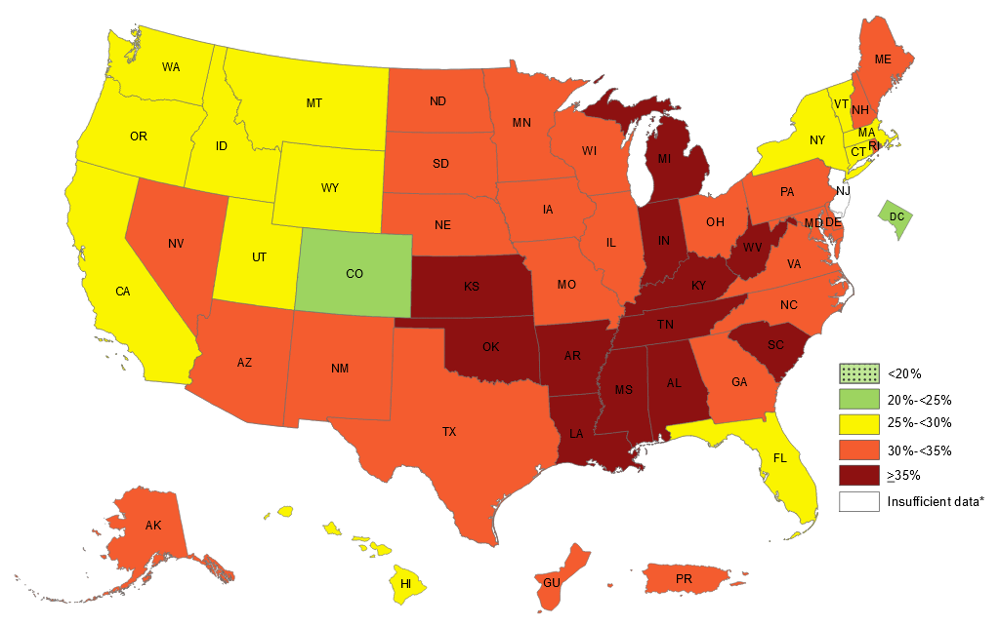 WA
MT
ND
MN
ME
VT
NH
OR
ID
SD
WI
MI
NY
MA
CT
RI
WY
NE
IA
PA
NJ
NV
UT
CO
IL
IN
OH
MD
DE
DC
CA
KS
MO
WV
VA
KY
NC
AZ
NM
OK
AR
TN
SC
MS
AL
GA
TX
LA
FL
AK
HI
GU
PR
<20%
20%-<25%
25%-<30%
30%-<35%
≥35%
Insufficient data*